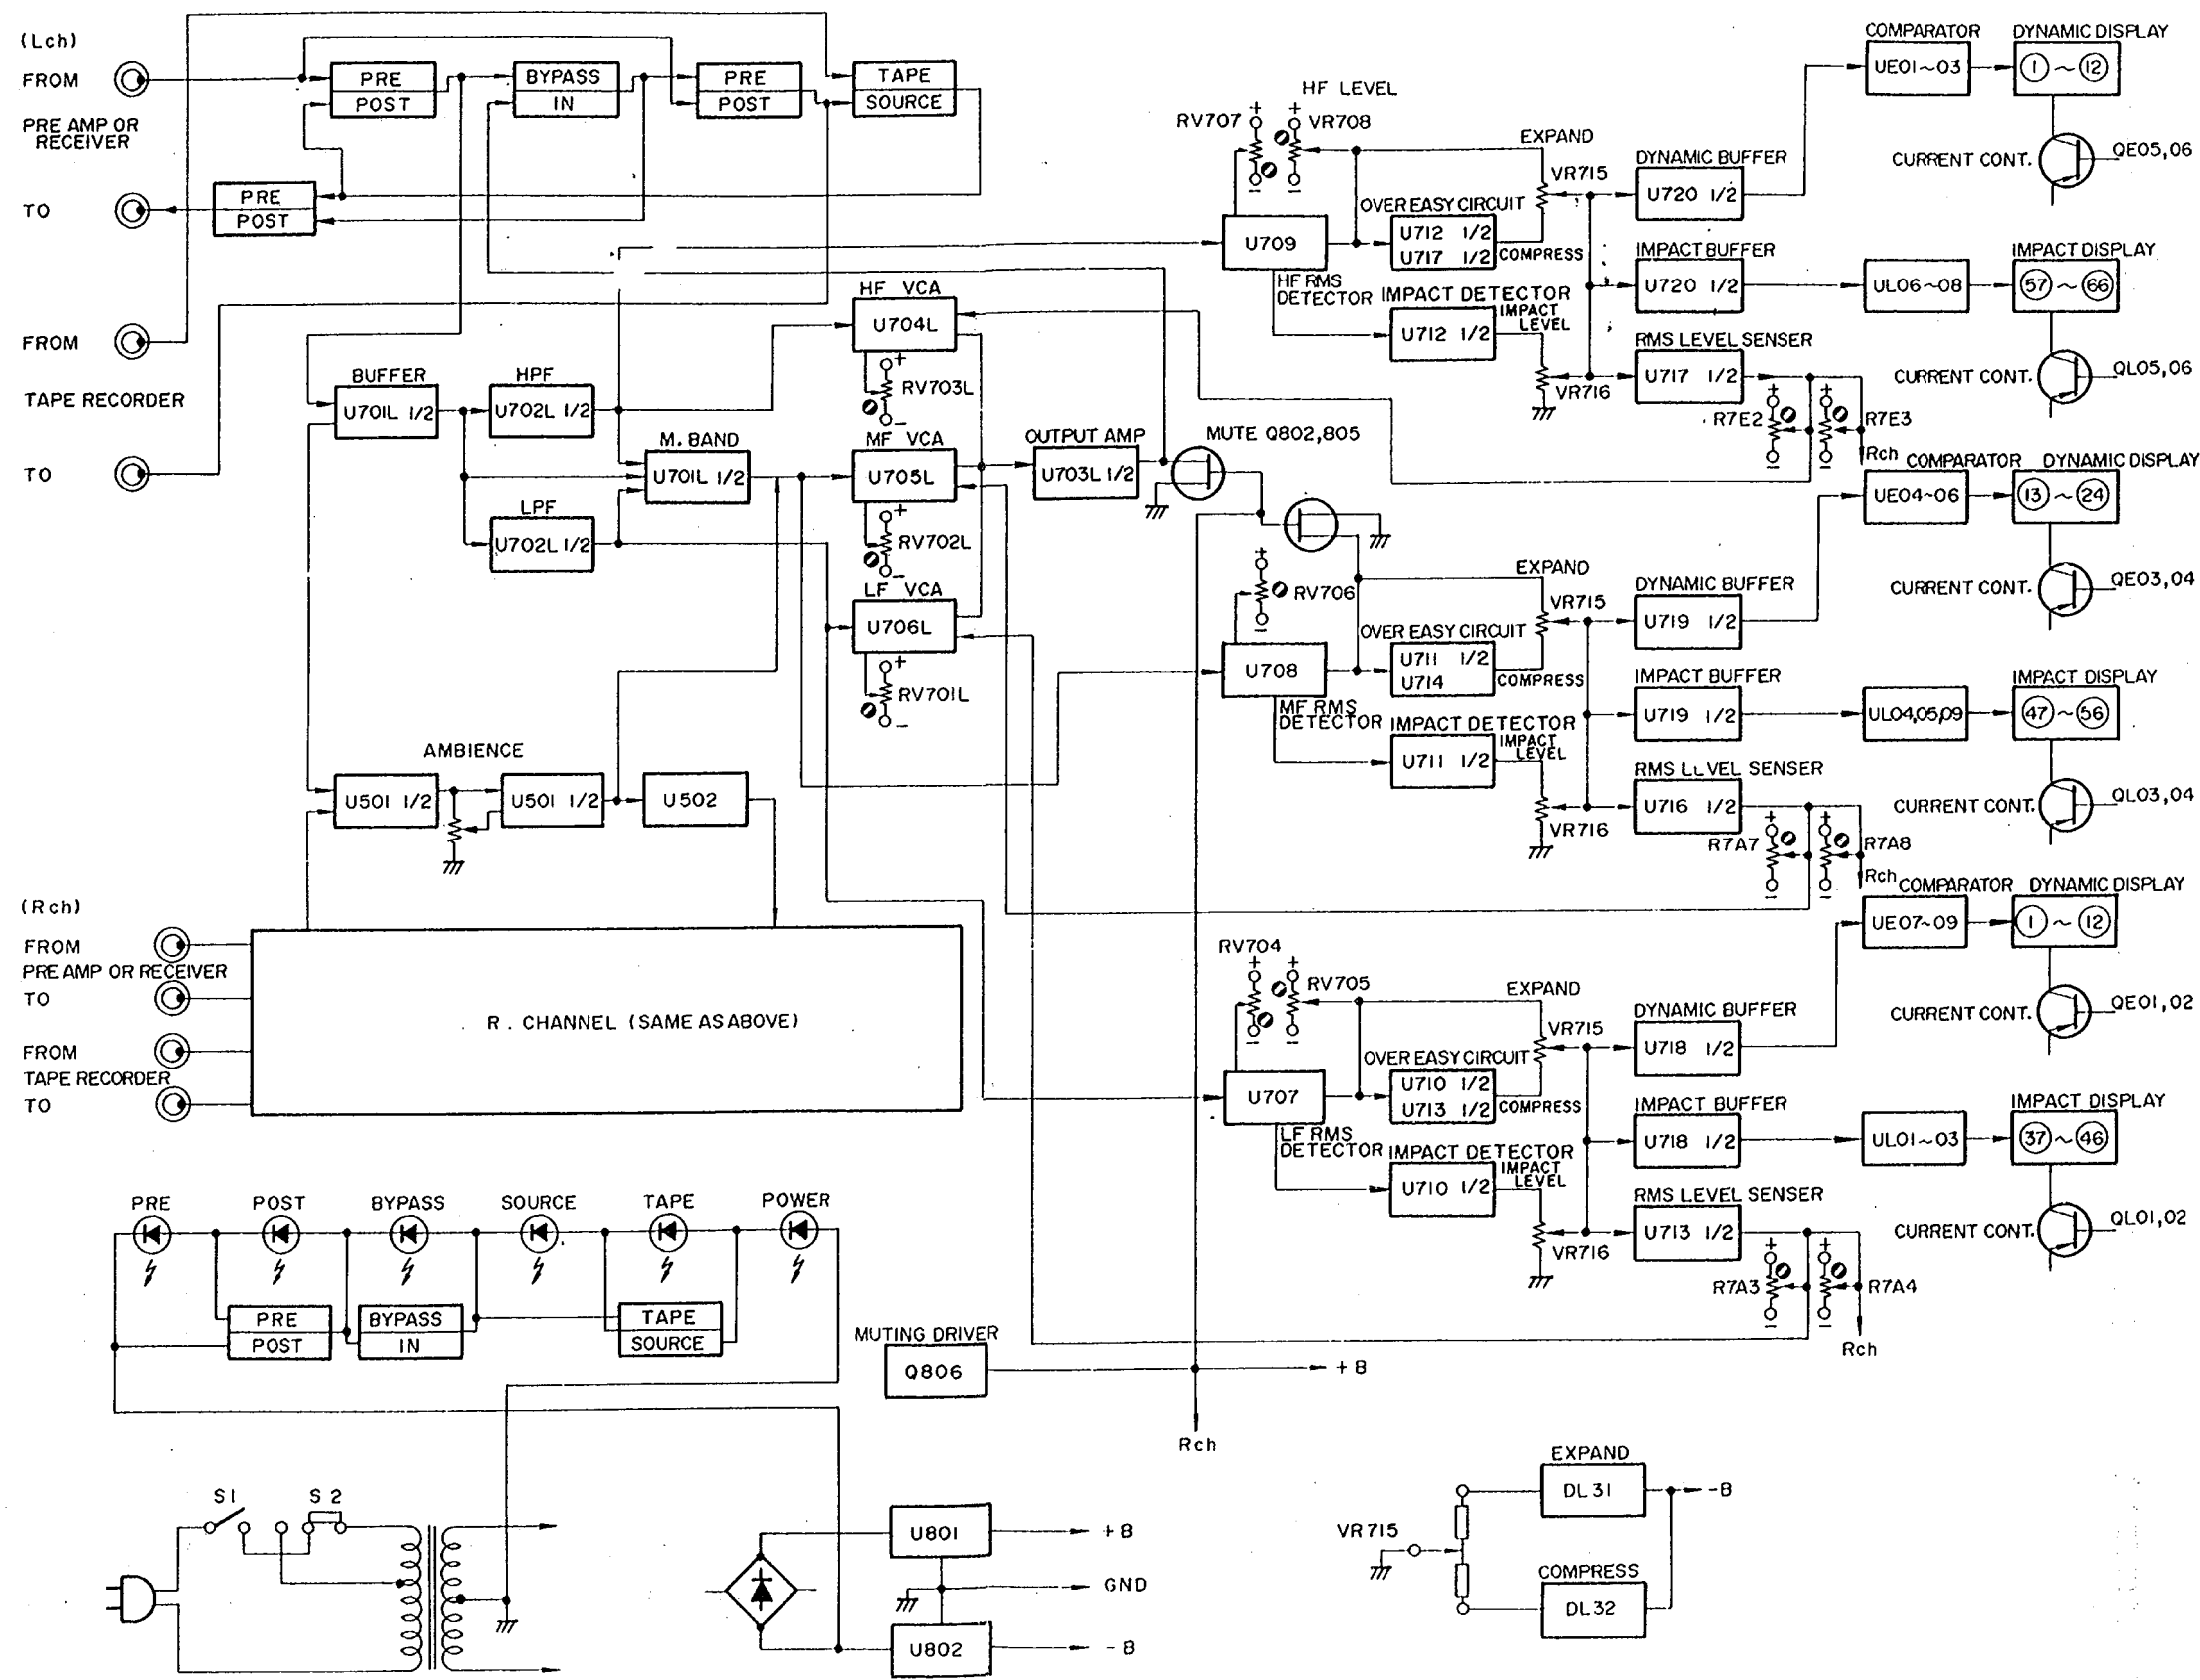 (Lch)
FROM
PRE AMP OR
RECEIVER
TO
FROM
TAPE RECORDER
TO
PRE
POST
BYPASS
IN
PRE
POST
TAPE
SOURCE
PRE
POST
BUFFER
U701L 1/2
HPF
U702L 1/2
LPF
U702L 1/2
M. BAND
U701L 1/2
HF VCA
U704L
+
RV703L
-
MF VCA
U705L
+
RV702L
-
LF VCA
U706L
+
RV701L
-
OUTPUT AMP
U703L 1/2
MUTE Q802,805
AMBIENCE
U501 1/2
U501 1/2
U502
(Rch)
FROM
PRE AMP OR RECEIVER
TO
FROM
TAPE RECORDER
TO
R. CHANNEL (SAME AS ABOVE)
HF LEVEL
RV707
+
+
VR708
-
-
U709
HF RMS
DETECTOR
EXPAND
VR715
OVER EASY CIRCUIT
U712 1/2
U717 1/2
COMPRESS
IMPACT DETECTOR
U712 1/2
IMPACT
LEVEL
VR716
DYNAMIC BUFFER
U720 1/2
IMPACT BUFFER
U720 1/2
RMS LEVEL SENSER
U717 1/2
+
+
R7E2
R7E3
-
-
Rch
COMPARATOR
UE01~03
DYNAMIC DISPLAY
1 ~ 12
CURRENT CONT.
QE05,06
UL06~08
IMPACT DISPLAY
57 ~ 66
CURRENT CONT.
QL05,06
+
RV706
-
U708
MF RMS
DETECTOR
EXPAND
VR715
OVER EASY CIRCUIT
U711 1/2
U714
COMPRESS
IMPACT DETECTOR
U711 1/2
IMPACT
LEVEL
VR716
DYNAMIC BUFFER
U719 1/2
IMPACT BUFFER
U719 1/2
RMS LEVEL SENSER
U716 1/2
+
+
R7A7
R7A8
-
-
Rch
COMPARATOR
UE04~06
DYNAMIC DISPLAY
13 ~ 24
CURRENT CONT.
QE03,04
UL04,05,09
IMPACT DISPLAY
47 ~ 56
CURRENT CONT.
QL03,04
RV704
+
+
RV705
-
-
U707
LF RMS
DETECTOR
EXPAND
VR715
OVER EASY CIRCUIT
U710 1/2
U713 1/2
COMPRESS
IMPACT DETECTOR
U710 1/2
IMPACT
LEVEL
VR716
DYNAMIC BUFFER
U718 1/2
IMPACT BUFFER
U718 1/2
RMS LEVEL SENSER
U713 1/2
+
+
R7A3
R7A4
-
-
Rch
COMPARATOR
UE07~09
DYNAMIC DISPLAY
1 ~ 12
CURRENT CONT.
QE01,02
UL01~03
IMPACT DISPLAY
37 ~ 46
CURRENT CONT.
QL01,02
PRE
POST
BYPASS
SOURCE
TAPE
POWER
PRE
POST
BYPASS
IN
TAPE
SOURCE
MUTING DRIVER
Q806
+B
Rch
S1
S2
U801
+B
GND
U802
-B
VR715
EXPAND
DL31
-B
COMPRESS
DL32